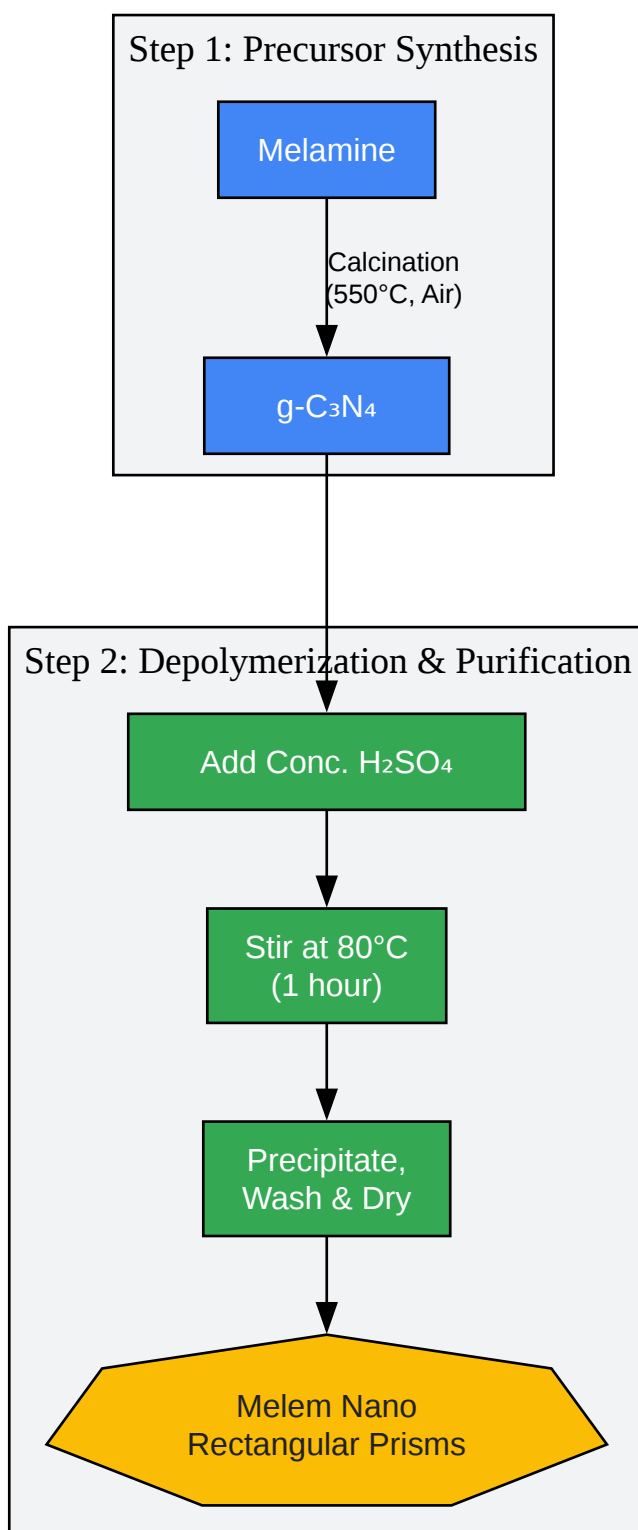 Step 1: Precursor Synthesis
Melamine
Calcination
(550°C, Air)
g-C₃N₄
Step 2: Depolymerization & Purification
Add Conc. H₂SO₄
Stir at 80°C
(1 hour)
Precipitate,
Wash & Dry
Melem Nano
Rectangular Prisms